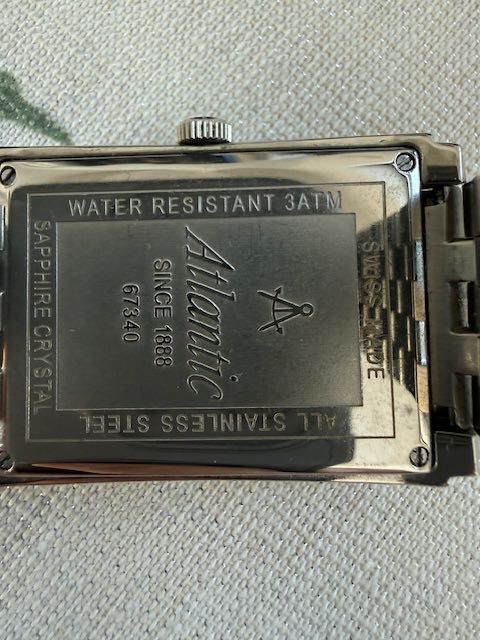 WATER RESISTANT 3ATM
SWISS MADE
ALL STAINLESS STEEL
SAPPHIRE CRYSTAL
Atlantic
SINCE 1888
67340